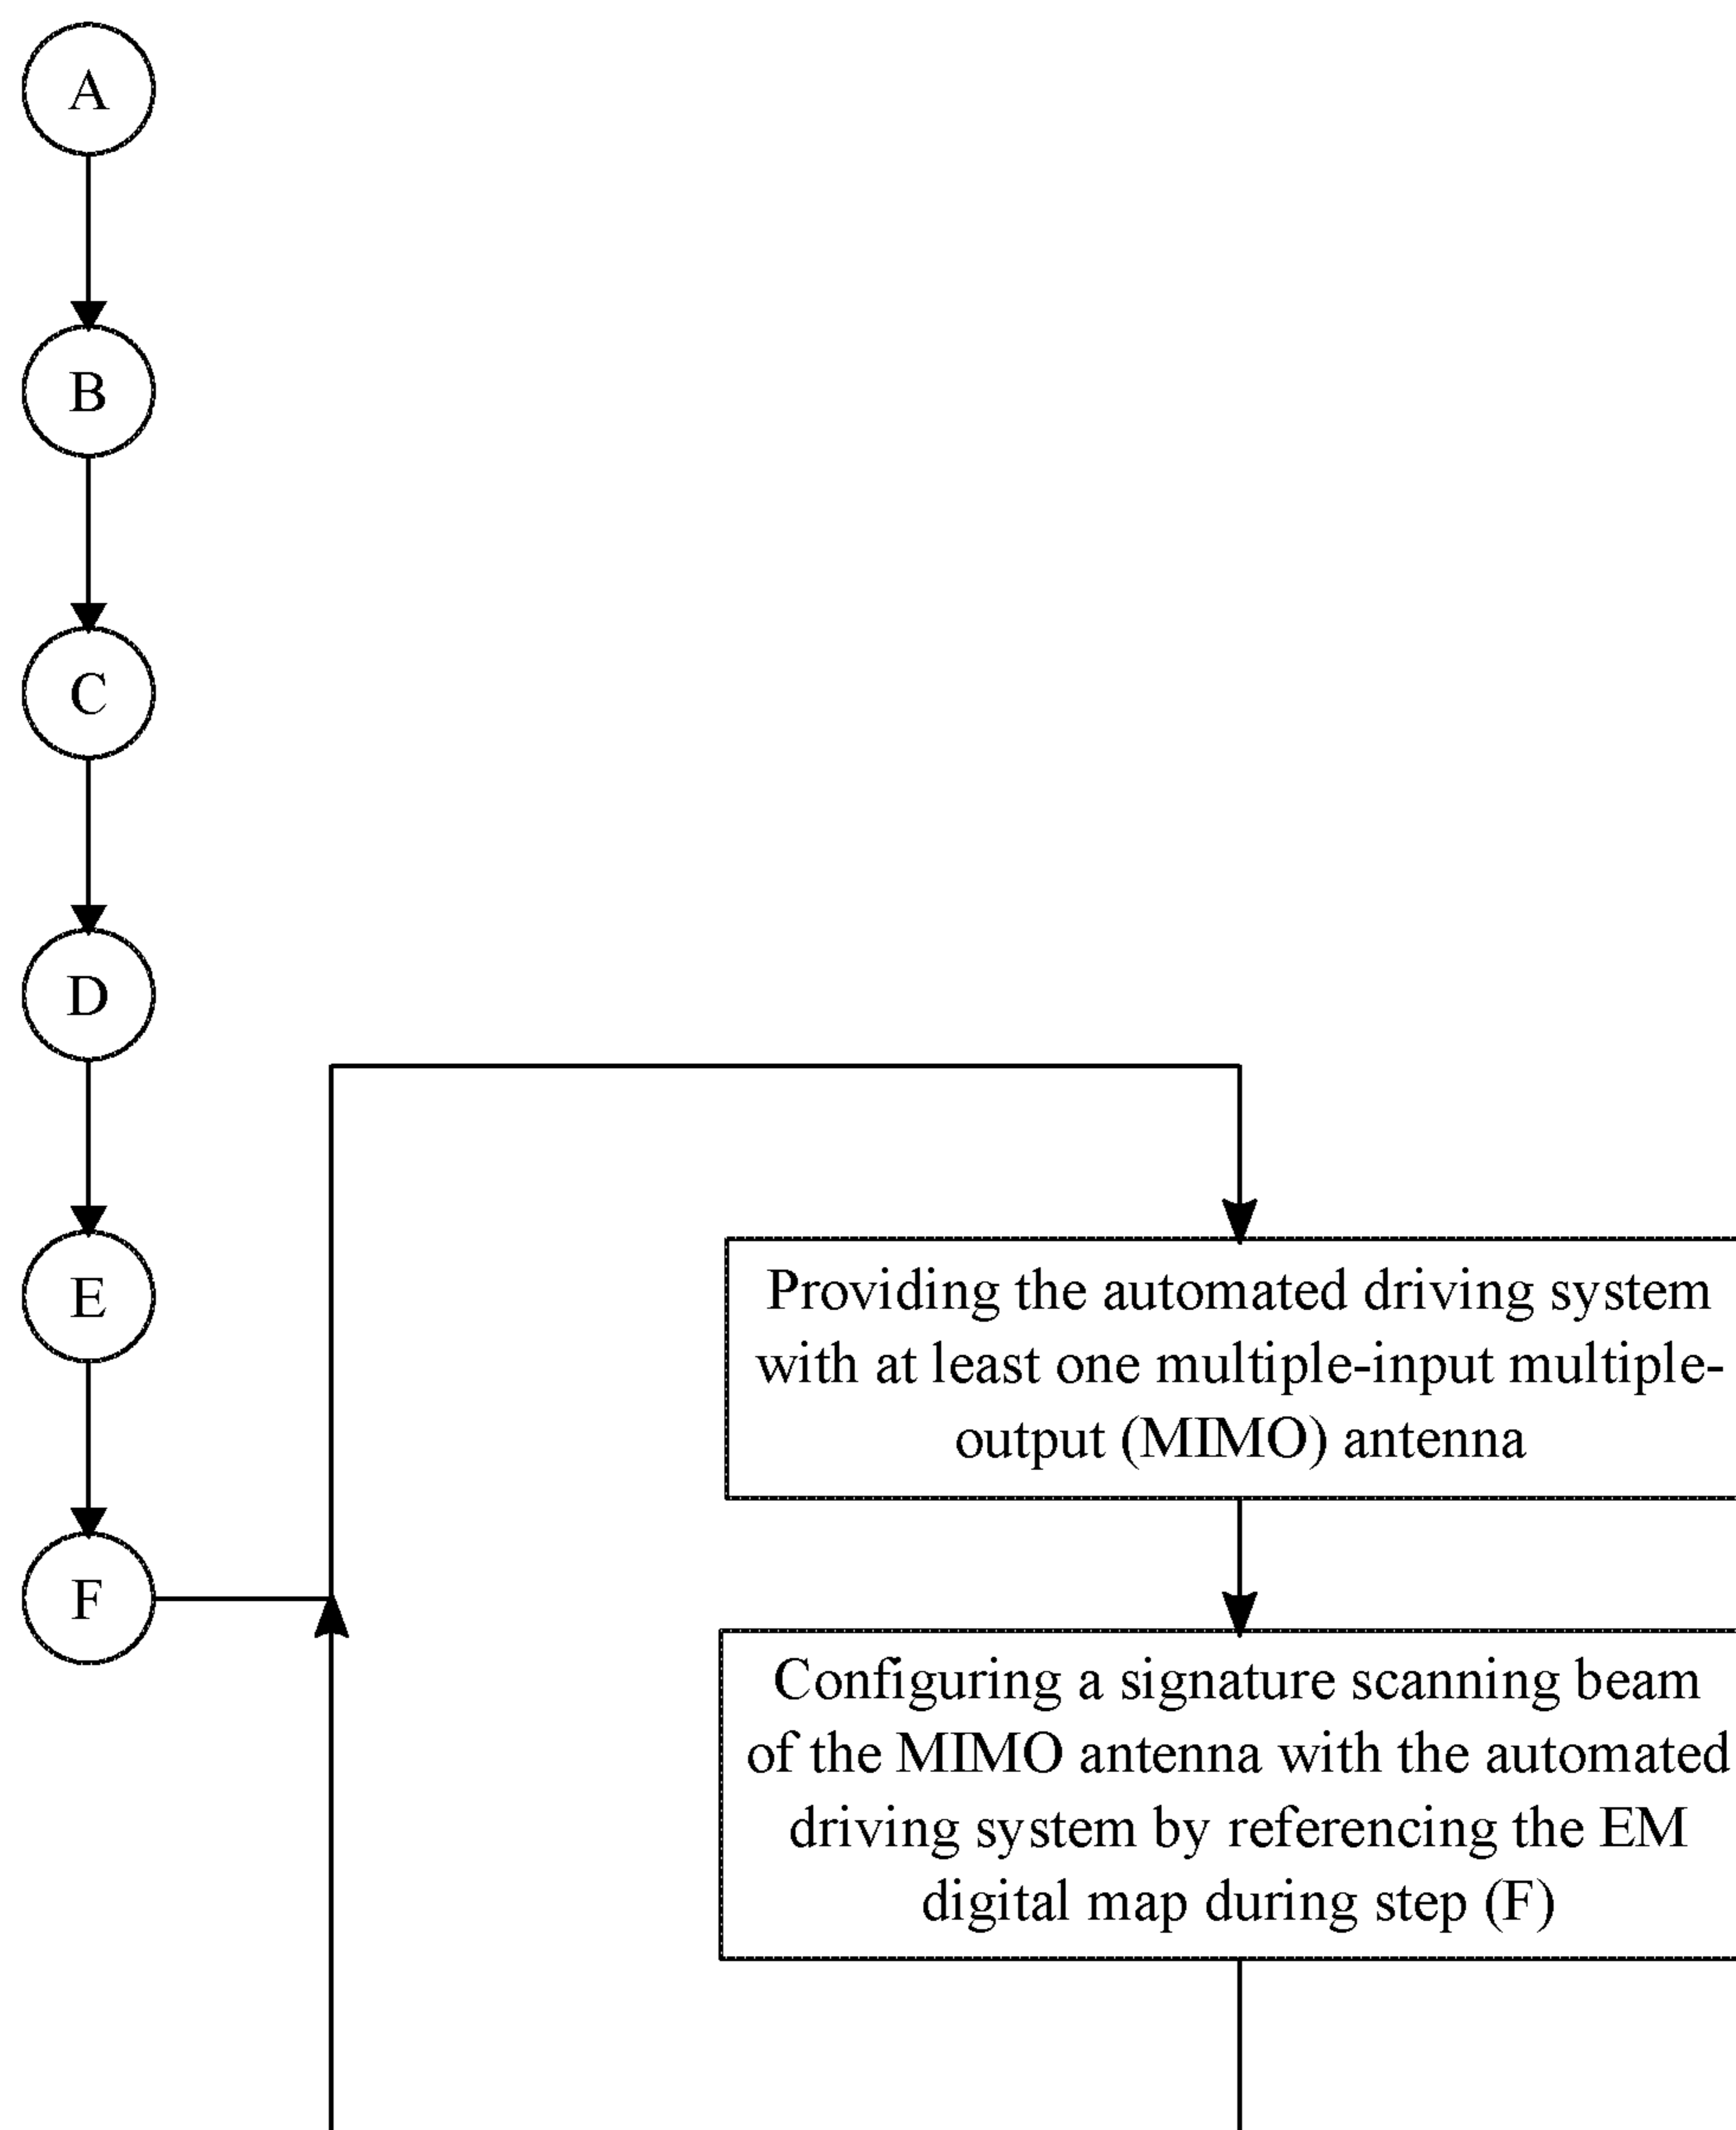 A
B
C
D
E
F
Providing the automated driving system
with at least one multiple-input multiple-
output (MIMO) antenna
Configuring a signature scanning beam
of the MIMO antenna with the automated
driving system by referencing the EM
digital map during step (F)